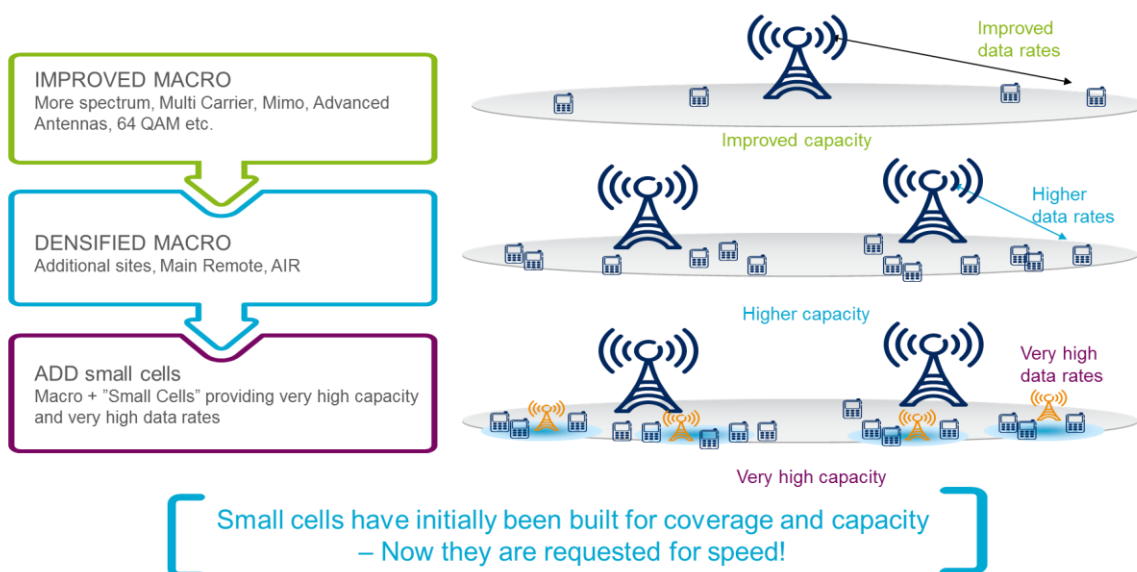 IMPROVED MACRO
More spectrum, Multi Carrier, Mimo, Advanced
Antennas, 64 QAM etc.
Improved
data rates
Improved capacity
DENSIFIED MACRO
Additional sites, Main Remote, AIR
Higher
data rates
Higher capacity
ADD small cells
Macro + ”Small Cells” providing very high capacity
and very high data rates
Very high
data rates
Very high capacity
Small cells have initially been built for coverage and capacity
– Now they are requested for speed!